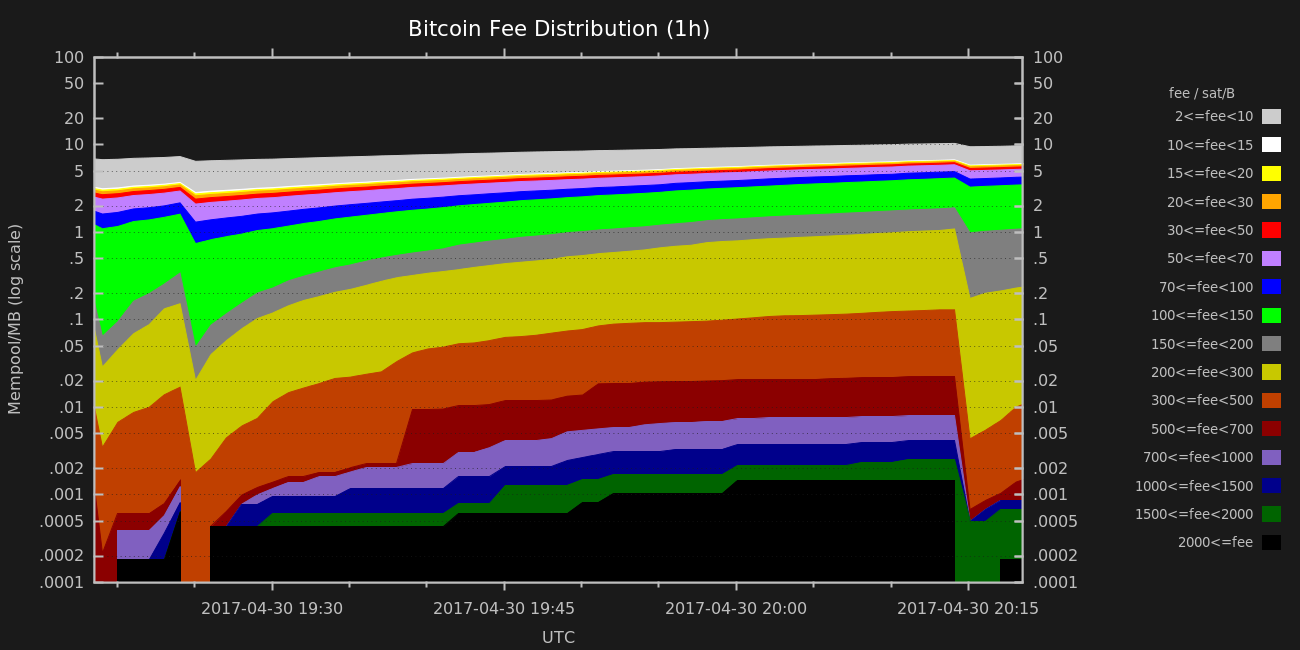 Bitcoin Fee Distribution (1h)
100 100
50 50
20 20
10 10
5 5
2 2
1 1
.5 .5
.2 .2
.1 .1
.05 .05
.02 .02
.01 .01
.005 .005
.002 .002
.001 .001
.0005 .0005
.0002 .0002
.0001 .0001
Mempool/MB (log scale)
2017-04-30 19:30 2017-04-30 19:45 2017-04-30 20:00 2017-04-30 20:15
UTC
fee / sat/B
2<=fee<10
10<=fee<15
15<=fee<20
20<=fee<30
30<=fee<50
50<=fee<70
70<=fee<100
100<=fee<150
150<=fee<200
200<=fee<300
300<=fee<500
500<=fee<700
700<=fee<1000
1000<=fee<1500
1500<=fee<2000
2000<=fee